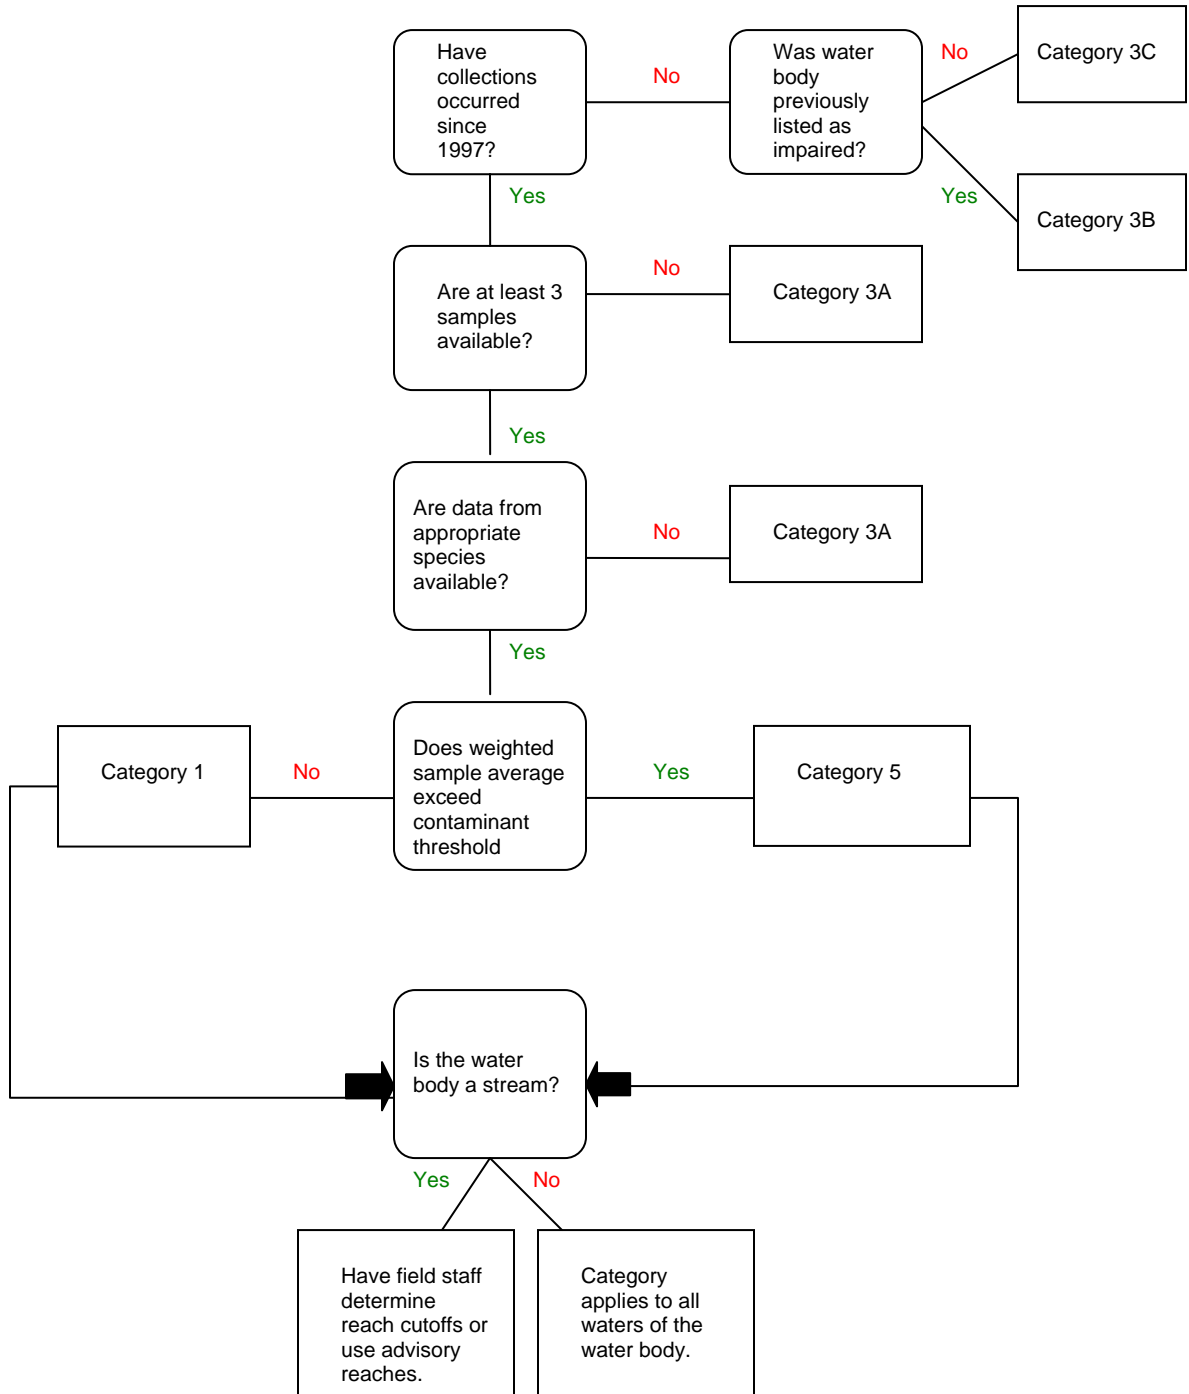 Have
collections
occurred
since
1997?
No
Was water
body
previously
listed as
impaired?
No
Category 3C
Yes
Category 3B
Yes
Are at least 3
samples
available?
No
Category 3A
Yes
Are data from
appropriate
species
available?
No
Category 3A
Yes
Category 1
No
Does weighted
sample average
exceed
contaminant
threshold
Yes
Category 5
Is the water
body a stream?
Yes
No
Have field staff
determine
reach cutoffs or
use advisory
reaches.
Category
applies to all
waters of the
water body.